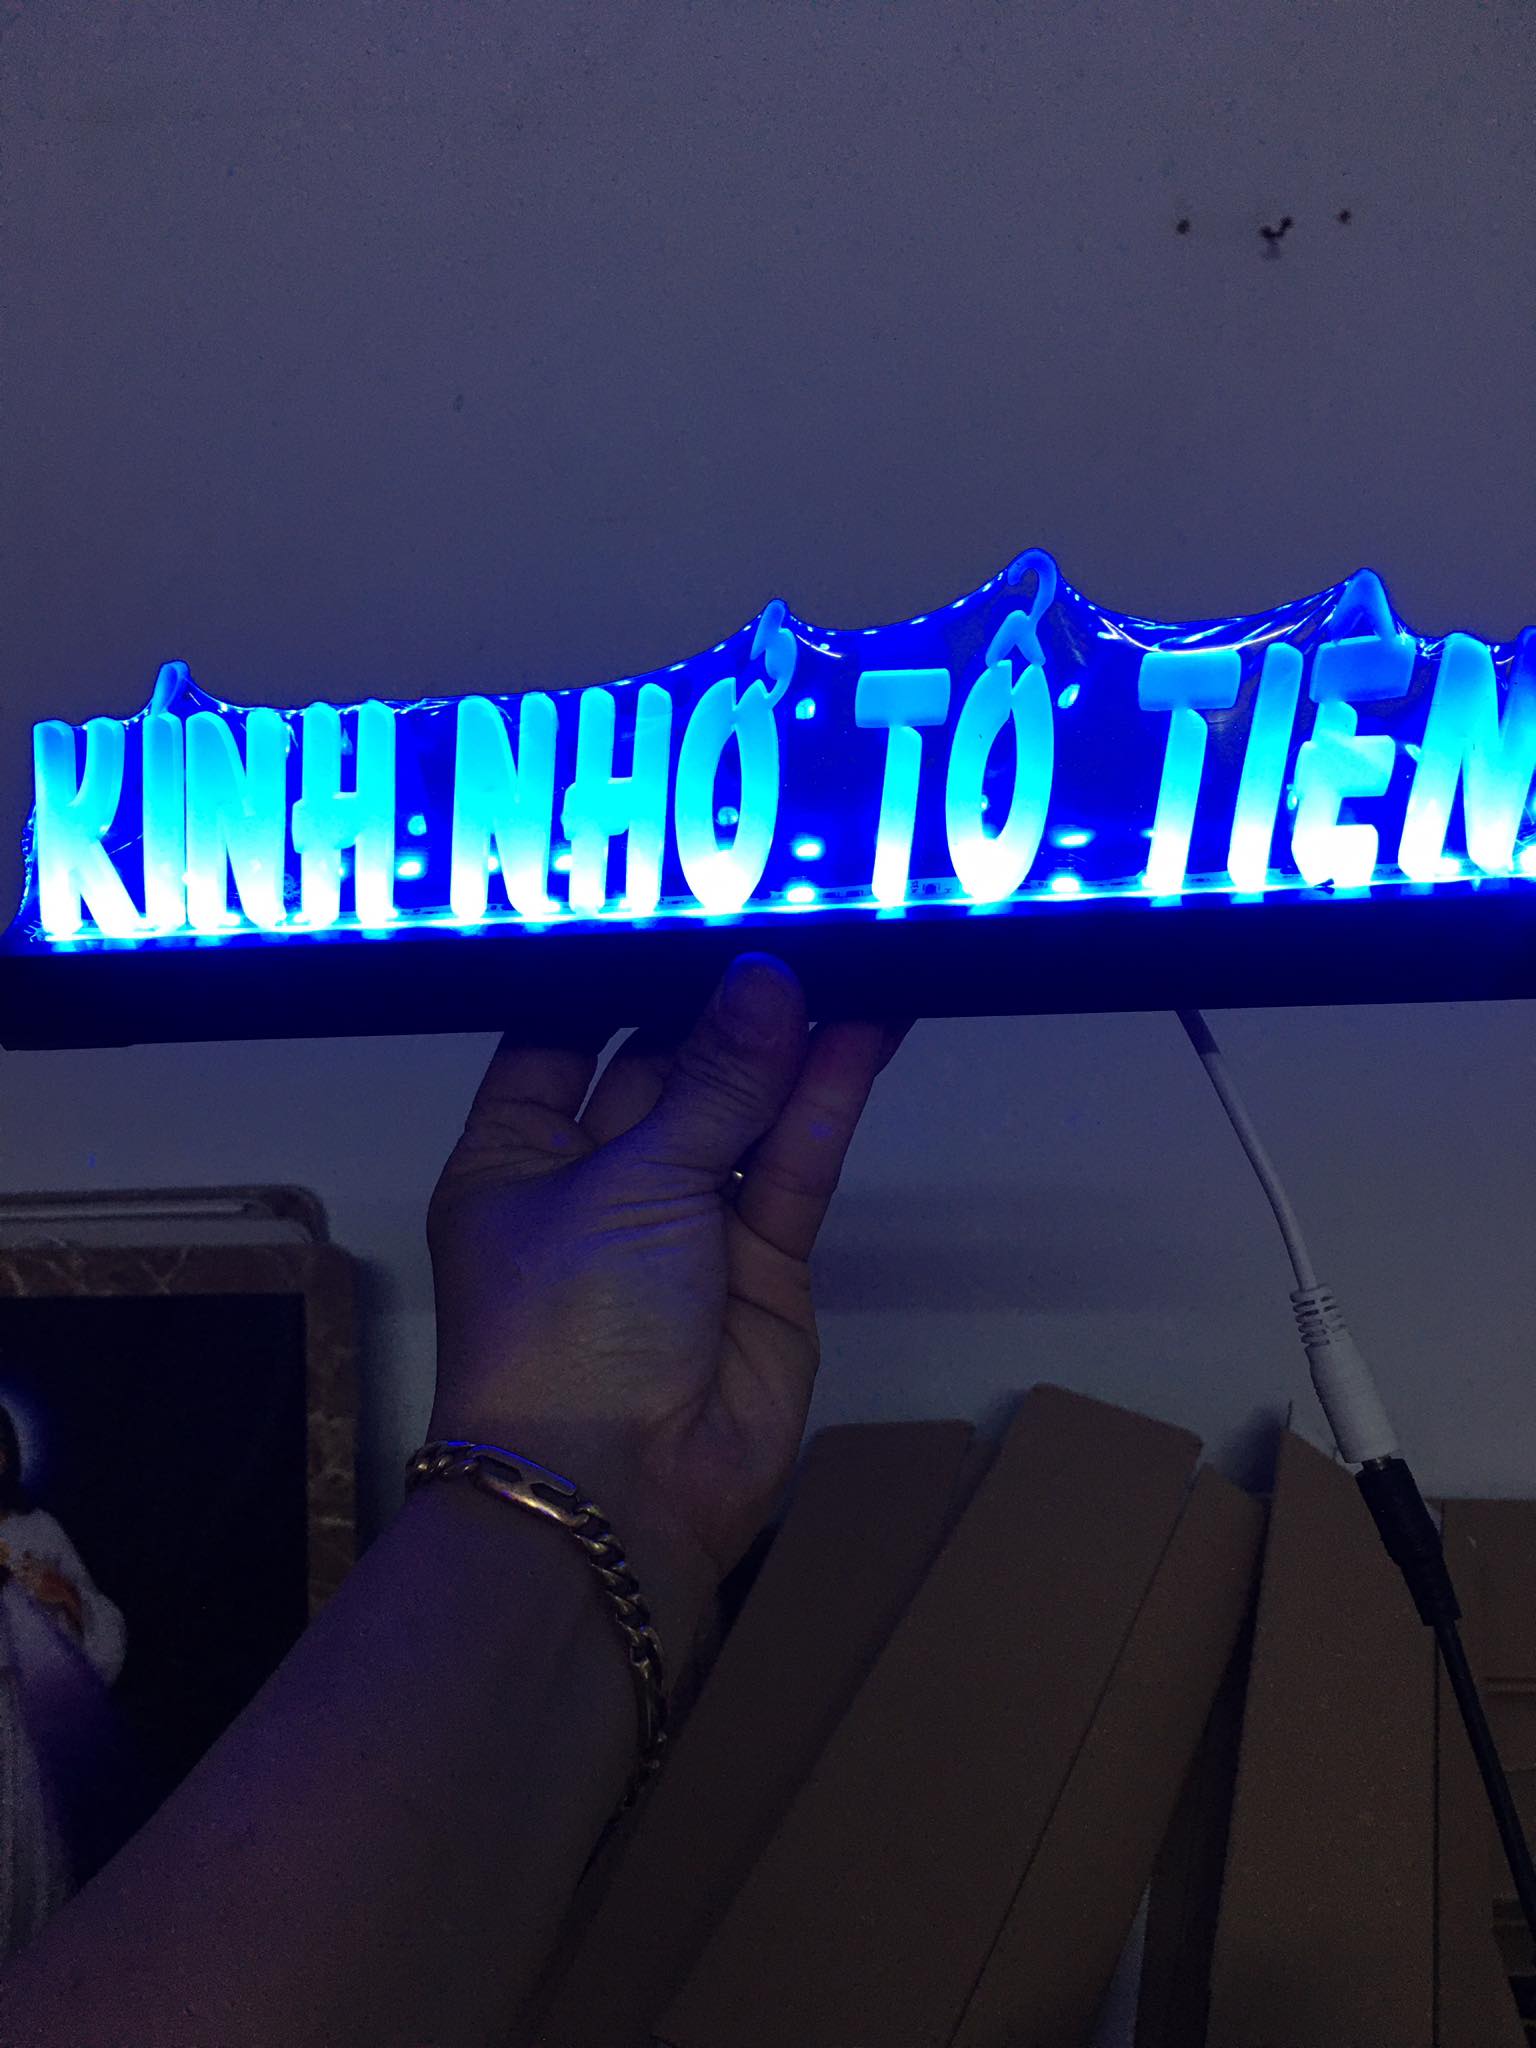 KÍNH NHỚ TỔ TIÊN